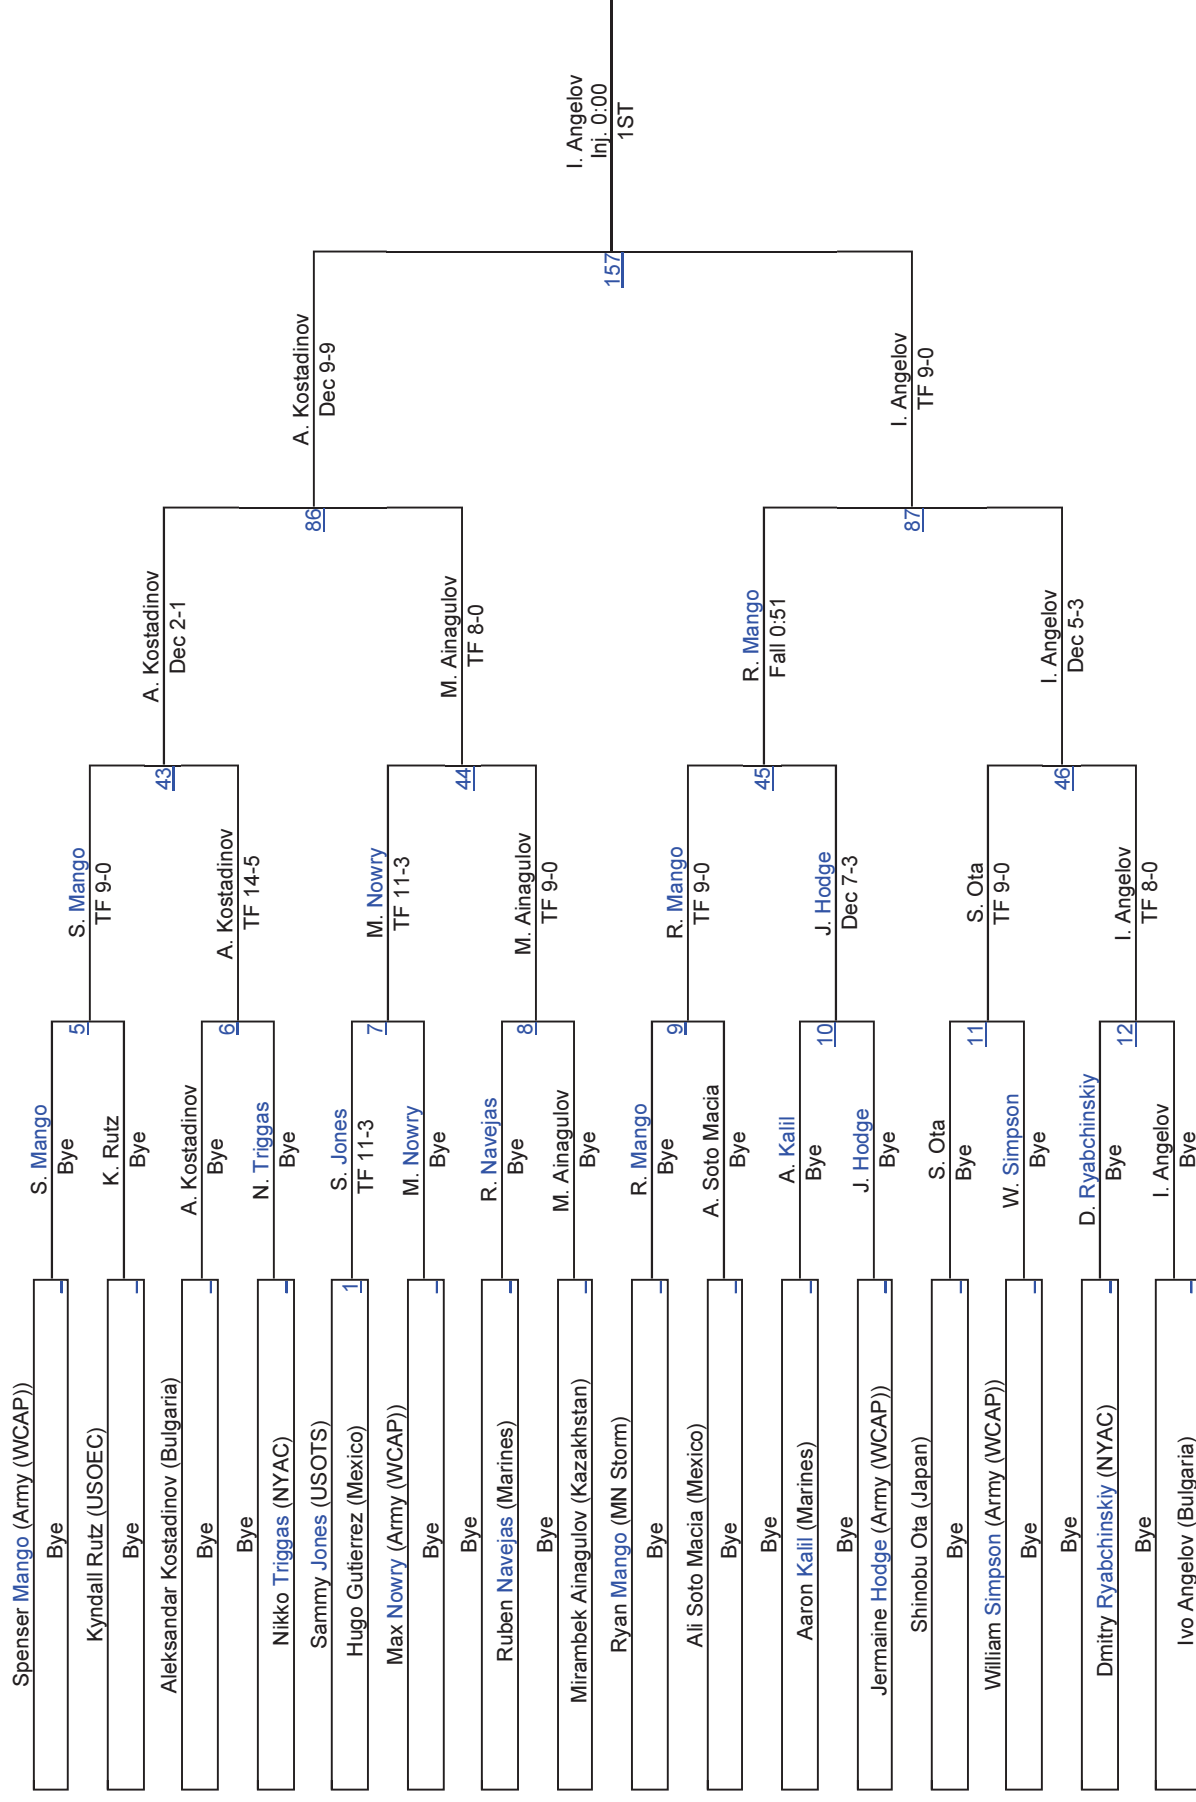 Spenser Mango (Army (WCAP))
Bye
Kyndall Rutz (USOEC)
Bye
Aleksandar Kostadinov (Bulgaria)
Bye
Bye
Nikko Triggas (NYAC)
Sammy Jones (USOTS)
1
Hugo Gutierrez (Mexico)
Max Nowry (Army (WCAP))
Bye
Bye
Ruben Navejas (Marines)
Bye
Mirambek Ainagulov (Kazakhstan)
Ryan Mango (MN Storm)
Bye
Ali Soto Macia (Mexico)
Bye
Bye
Aaron Kalil (Marines)
Bye
Jermaine Hodge (Army (WCAP))
Shinobu Ota (Japan)
Bye
William Simpson (Army (WCAP))
Bye
Bye
Dmitry Ryabchinskiy (NYAC)
Bye
Ivo Angelov (Bulgaria)
S. Mango
Bye
5
K. Rutz
Bye
A. Kostadinov
Bye
6
N. Triggas
Bye
S. Jones
TF 11-3
7
M. Nowry
Bye
R. Navejas
Bye
8
M. Ainagulov
Bye
R. Mango
Bye
9
A. Soto Macia
Bye
A. Kalil
Bye
10
J. Hodge
Bye
S. Ota
Bye
11
W. Simpson
Bye
D. Ryabchinskiy
Bye
12
I. Angelov
Bye
S. Mango
TF 9-0
43
A. Kostadinov
TF 14-5
M. Nowry
TF 11-3
44
M. Ainagulov
TF 9-0
R. Mango
TF 9-0
45
J. Hodge
Dec 7-3
S. Ota
TF 9-0
46
I. Angelov
TF 8-0
A. Kostadinov
Dec 2-1
86
M. Ainagulov
TF 8-0
R. Mango
Fall 0:51
87
I. Angelov
Dec 5-3
A. Kostadinov
Dec 9-9
157
I. Angelov
TF 9-0
I. Angelov
Inj. 0:00
1ST